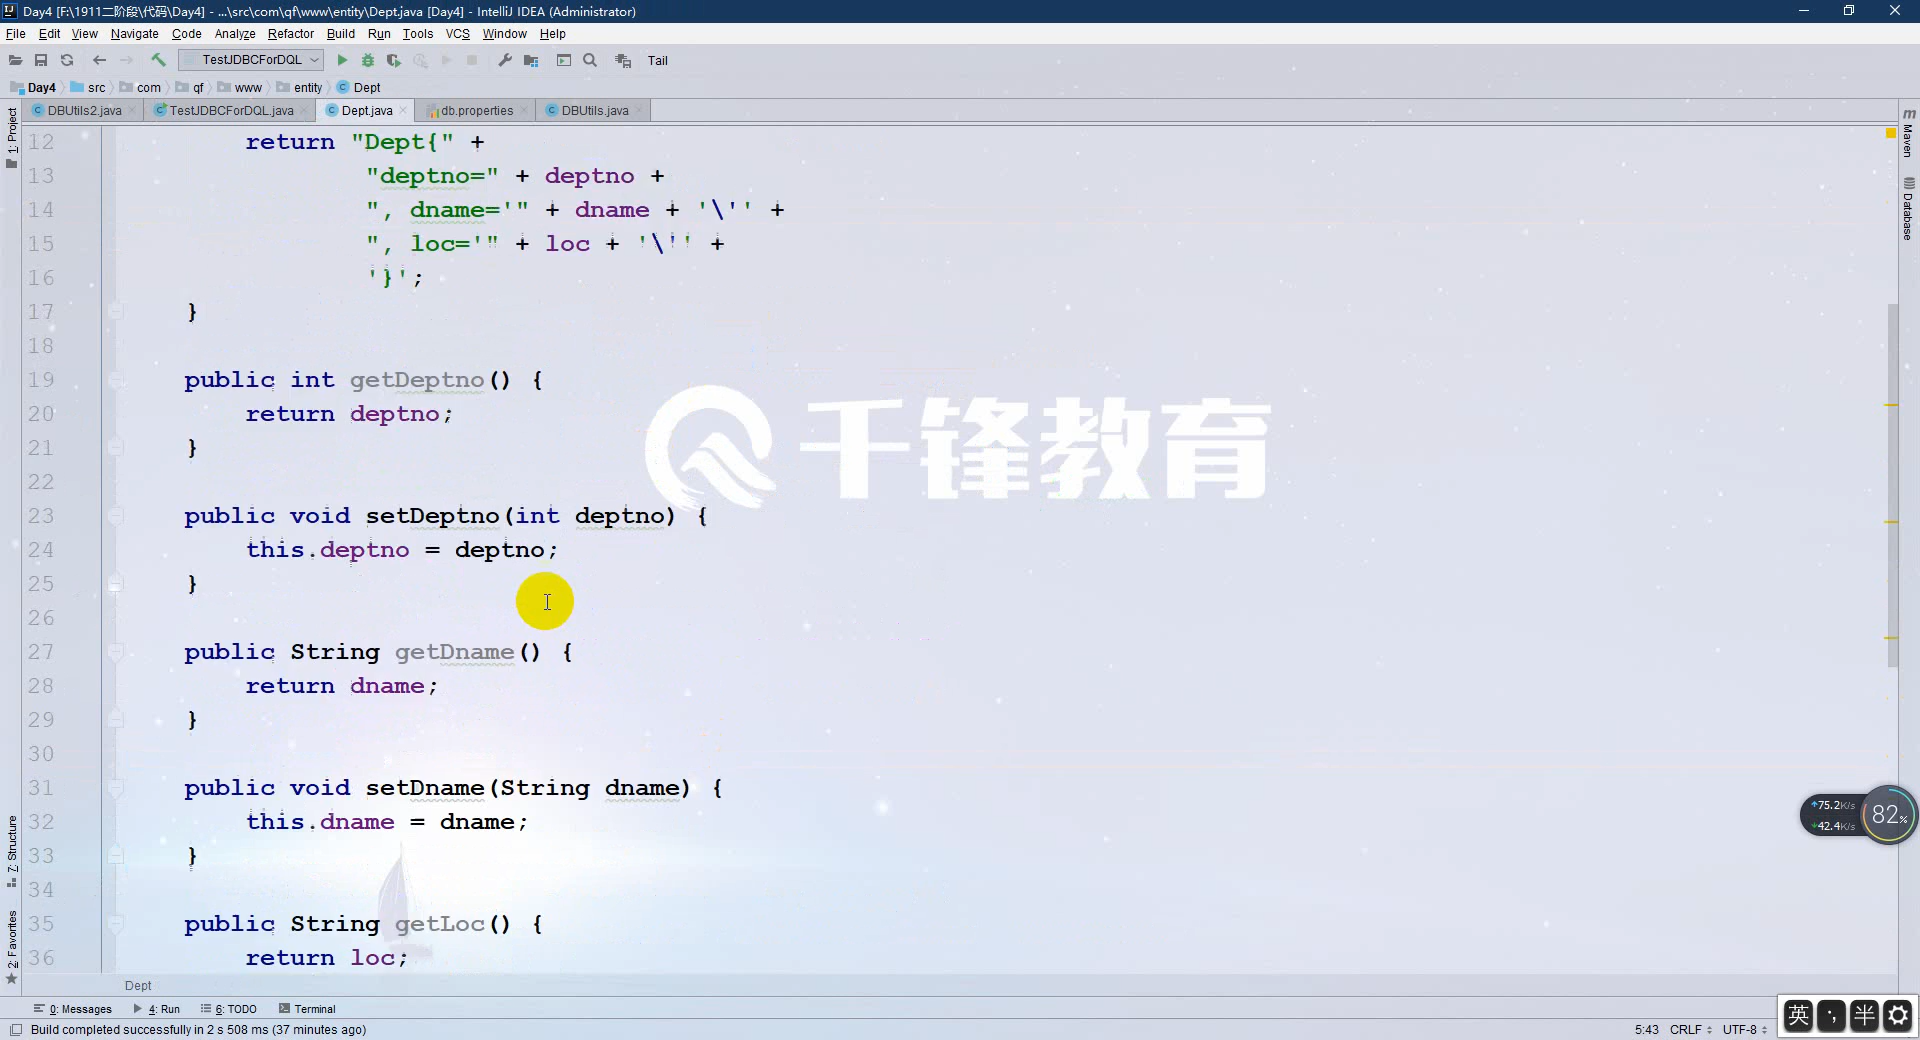 Day4 [F:\1911二阶段\代码\Day4] - ...\src\com\qf\www\entity\Dept.java [Day4] - IntelliJ IDEA (Administrator)
File Edit View Navigate Code Analyze Refactor Build Run Tools VCS Window Help
TestJDBCForDQL Tail
Day4 src com qf www entity Dept
DBUtils2.java TestJDBCForDQL.java Dept.java db.properties DBUtils.java
1: Project
Maven
Database
12 return "Dept{" +
13 "deptno=" + deptno +
14 ", dname='" + dname + '\'' +
15 ", loc='" + loc + '\'' +
16 '}';
17 }
18
19 public int getDeptno() {
20 return deptno;
21 }
22
23 public void setDeptno(int deptno) {
24 this.deptno = deptno;
25 }
26
27 public String getDname() {
28 return dname;
29 }
30
31 public void setDname(String dname) {
32 this.dname = dname;
33 }
34
35 public String getLoc() {
36 return loc;
千锋教育
75.2K/s
42.4K/s
82%
7: Structure
2: Favorites
Dept
0: Messages 4: Run 6: TODO Terminal
Build completed successfully in 2 s 508 ms (37 minutes ago) 5:43 CRLF UTF-8
英 ·, 半